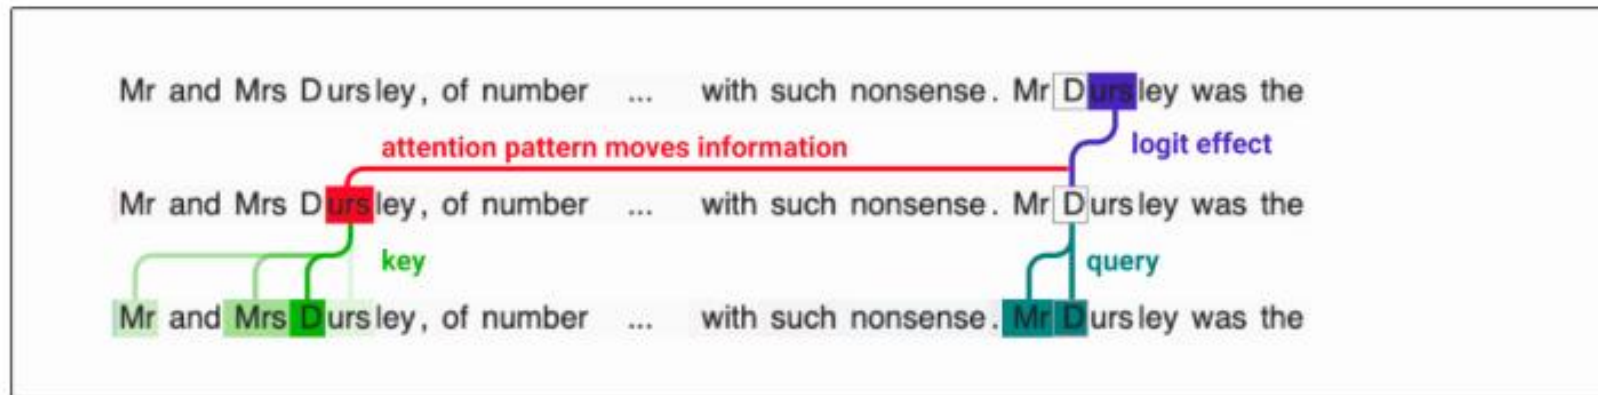 Mr and Mrs Dursley, of number ... with such nonsense. Mr Dursley was the
attention pattern moves information
logit effect
Mr and Mrs Dursley, of number ... with such nonsense. Mr Dursley was the
key
query
Mr and Mrs Dursley, of number ... with such nonsense. Mr Dursley was the